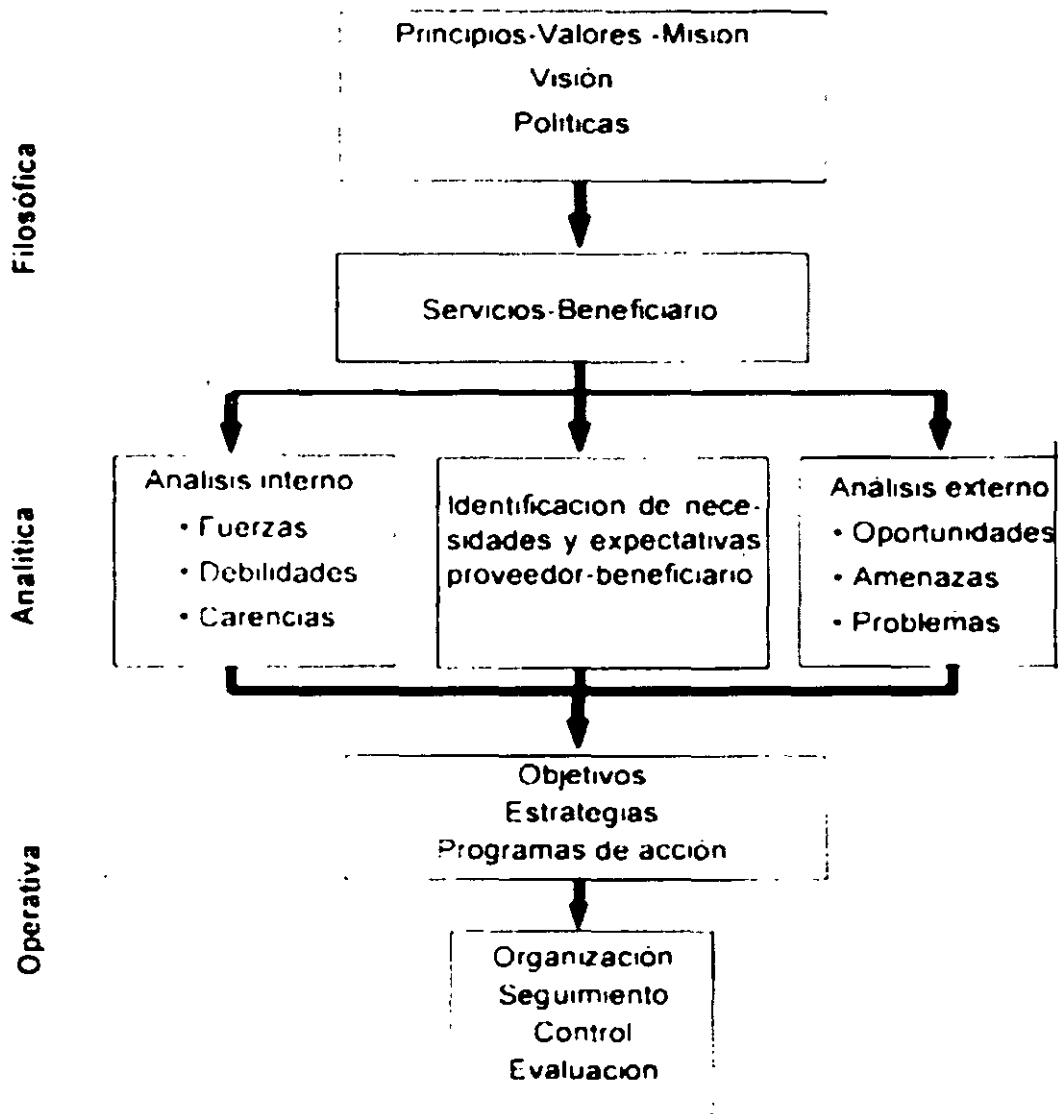 Filosófica
Principios-Valores -Mision
Visión
Politicas
Servicios-Beneficiario
Analítica
Analisis interno
• Fuerzas
• Debilidades
• Carencias
Identificacion de nece-
sidades y expectativas
proveedor-beneficiario
Análisis externo
• Oportunidades
• Amenazas
• Problemas
Operativa
Objetivos
Estrategias
Programas de acción
Organización
Seguimiento
Control
Evaluacion